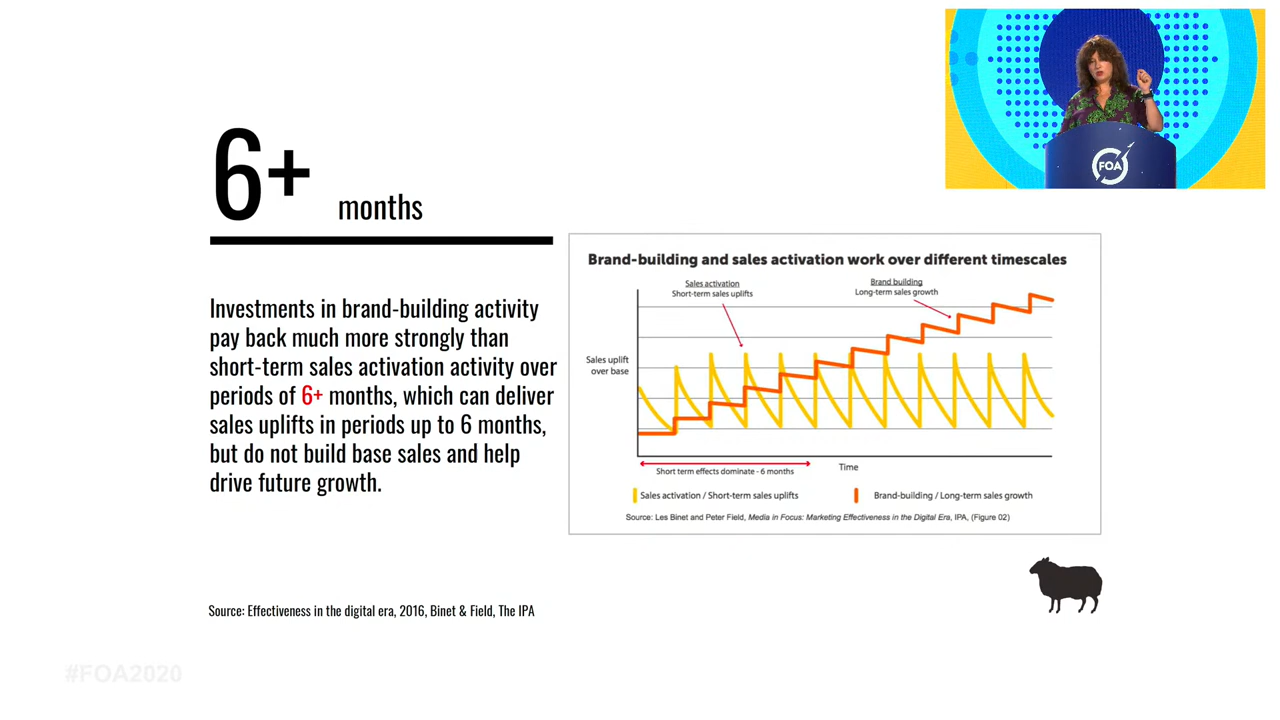 6+ months
Investments in brand-building activity
pay back much more strongly than
short-term sales activation activity over
periods of 6+ months, which can deliver
sales uplifts in periods up to 6 months,
but do not build base sales and help
drive future growth.
Source: Effectiveness in the digital era, 2016, Binet & Field, The IPA
#FOA2020
FOA
Brand-building and sales activation work over different timescales
Sales activation
Short-term sales uplifts
Brand building
Long-term sales growth
Sales uplift
over base
Short term effects dominate - 6 months
Time
Sales activation / Short-term sales uplifts
Brand-building / Long-term sales growth
Source: Les Binet and Peter Field, Media in Focus: Marketing Effectiveness in the Digital Era, IPA, (Figure 02)